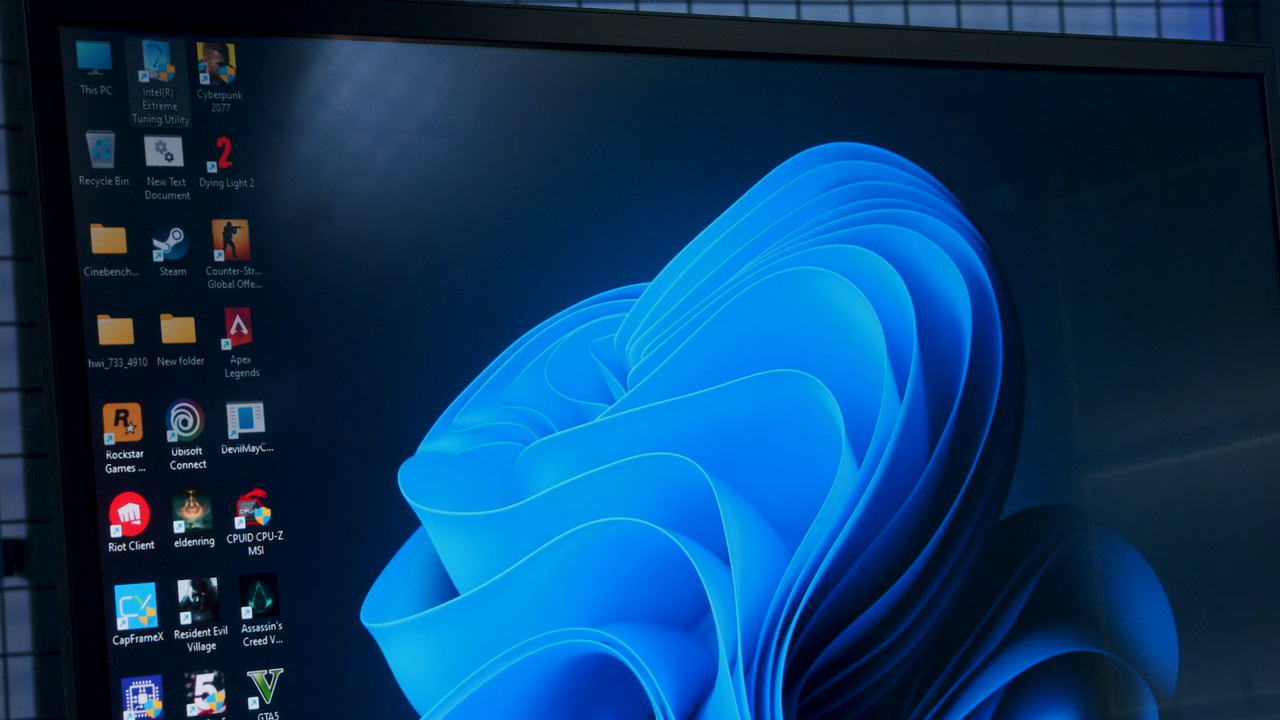 This PC
Intel(R)
Extreme
Tuning Utility
Cyberpunk
2077
Recycle Bin
New Text
Document
2
Dying Light 2
Cinebench...
Steam
Counter-Str...
Global Offe...
hwi_733_4910
New folder
Apex
Legends
R
Rockstar
Games ...
Ubisoft
Connect
DevilMayC...
Riot Client
eldenring
CPUID CPU-Z
MSI
CapFrameX
Resident Evil
Village
Assassin's
Creed V...
5
V
GTA5